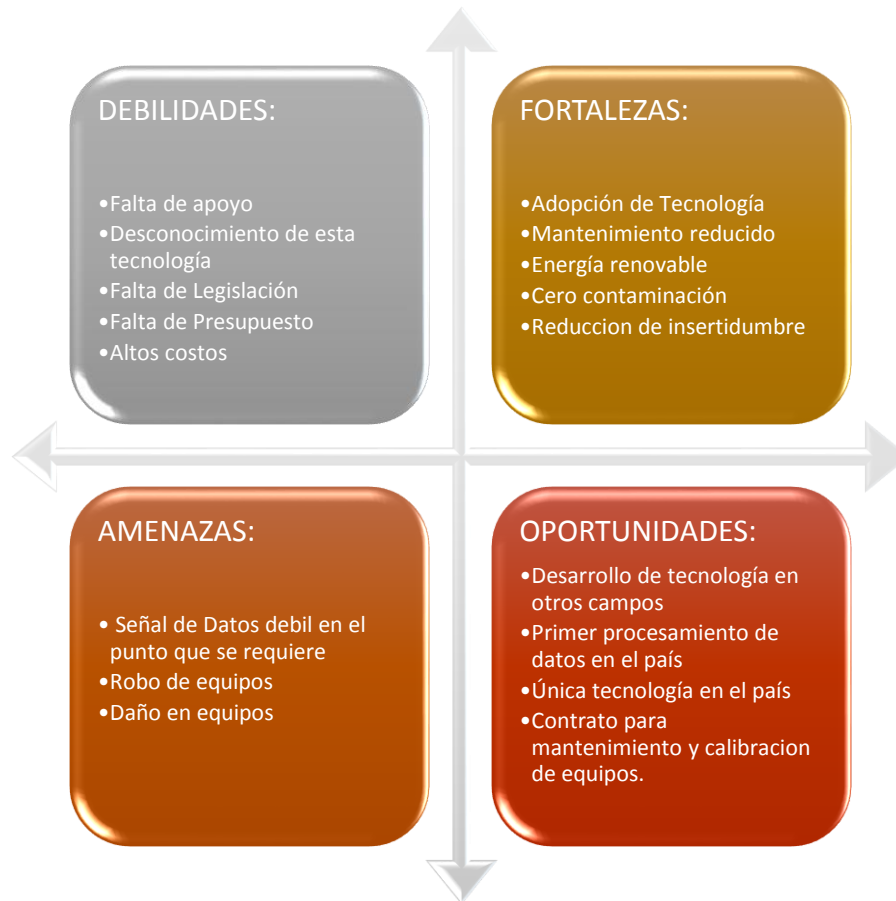 DEBILIDADES:
•Falta de apoyo
•Desconocimiento de esta
tecnología
•Falta de Legislación
•Falta de Presupuesto
•Altos costos
FORTALEZAS:
•Adopción de Tecnología
•Mantenimiento reducido
•Energía renovable
•Cero contaminación
•Reduccion de insertidumbre
AMENAZAS:
• Señal de Datos debil en el
punto que se requiere
•Robo de equipos
•Daño en equipos
OPORTUNIDADES:
•Desarrollo de tecnología en
otros campos
•Primer procesamiento de
datos en el país
•Única tecnología en el país
•Contrato para
mantenimiento y calibracion
de equipos.